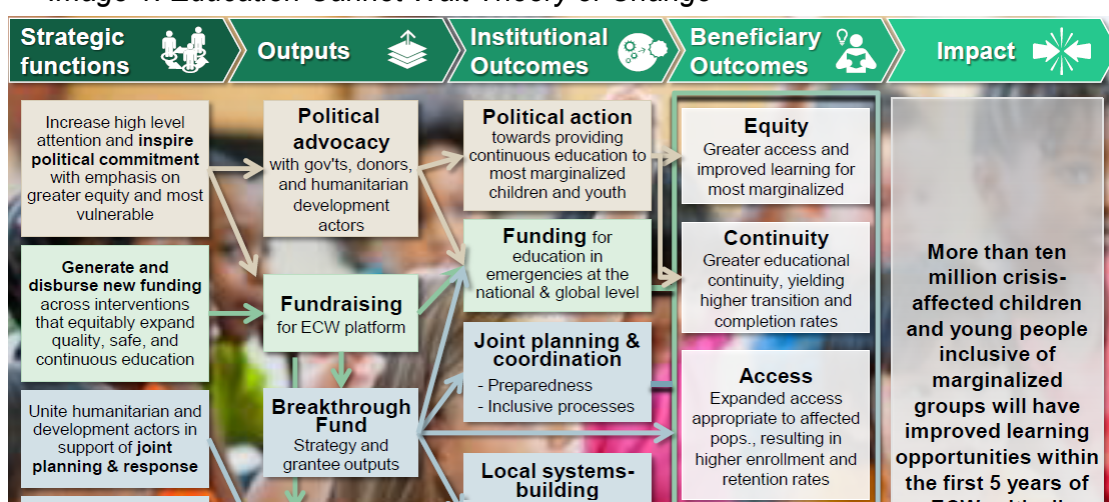 Image 1: Education Cannot Wait Theory of Change
Strategic
functions
Outputs
Institutional
Outcomes
Beneficiary
Outcomes
Impact
Increase high level
attention and inspire
political commitment
with emphasis on
greater equity and most
vulnerable
Generate and
disburse new funding
across interventions
that equitably expand
quality, safe, and
continuous education
Unite humanitarian and
development actors in
support of joint
planning & response
Political
advocacy
with gov'ts, donors,
and humanitarian
development
actors
Fundraising
for ECW platform
Breakthrough
Fund
Strategy and
grantee outputs
Political action
towards providing
continuous education to
most marginalized
children and youth
Funding for
education in
emergencies at the
national & global level
Joint planning &
coordination
- Preparedness
- Inclusive processes
Local systems-
building
Equity
Greater access and
improved learning for
most marginalized
Continuity
Greater educational
continuity, yielding
higher transition and
completion rates
Access
Expanded access
appropriate to affected
pops., resulting in
higher enrollment and
retention rates
More than ten
million crisis-
affected children
and young people
inclusive of
marginalized
groups will have
improved learning
opportunities within
the first 5 years of